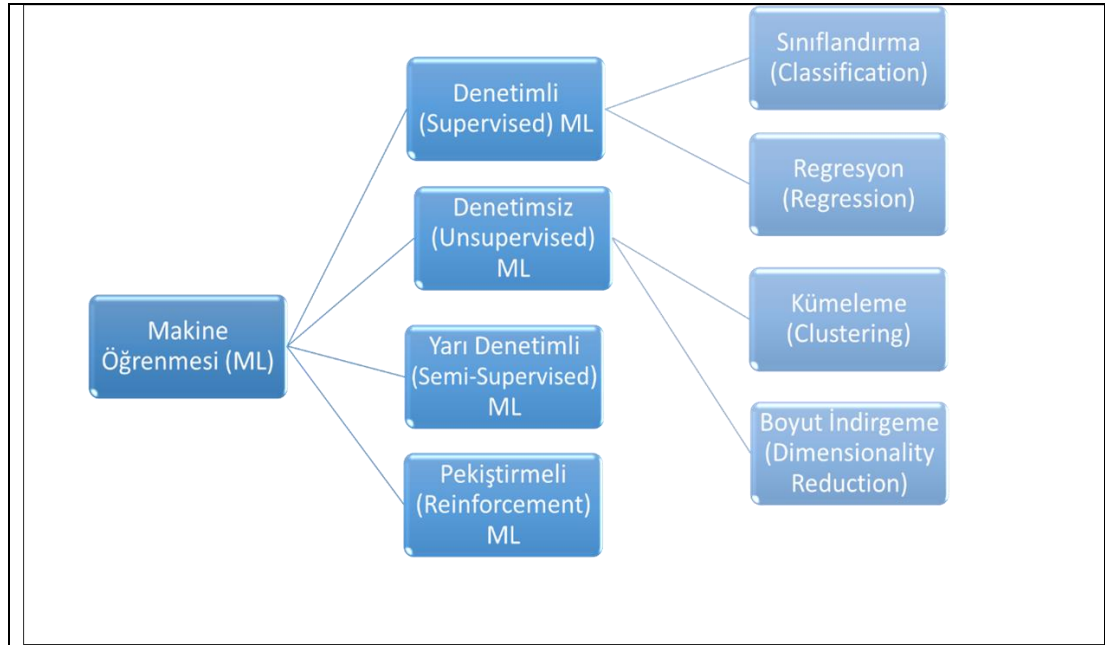 Makine
Öğrenmesi (ML)
Denetimli
(Supervised) ML
Denetimsiz
(Unsupervised)
ML
Yarı Denetimli
(Semi-Supervised)
ML
Pekiştirmeli
(Reinforcement)
ML
Sınıflandırma
(Classification)
Regresyon
(Regression)
Kümeleme
(Clustering)
Boyut İndirgeme
(Dimensionality
Reduction)